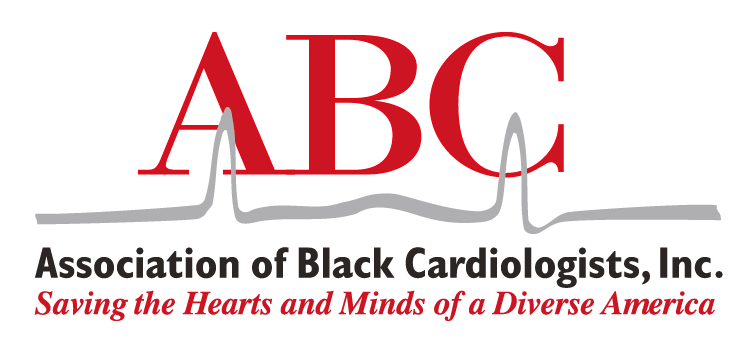 ABC
Association of Black Cardiologists, Inc.
Saving the Hearts and Minds of a Diverse America